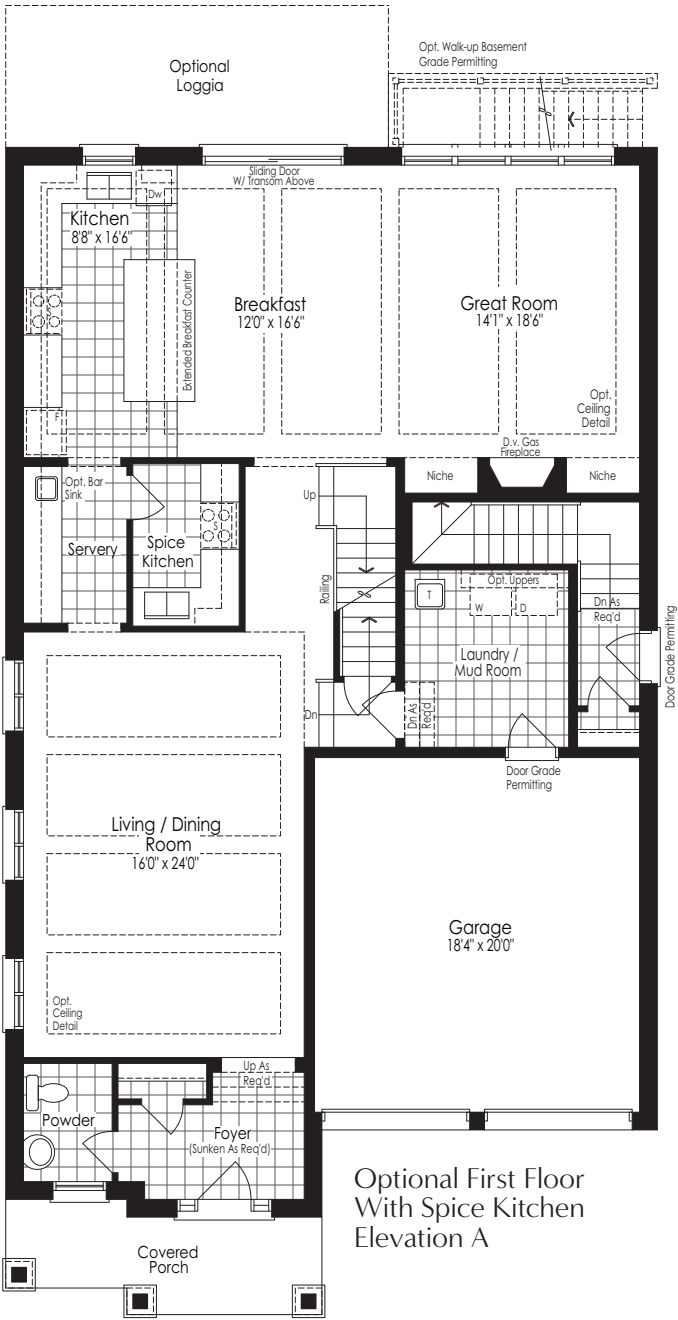 Optional
Loggia
Opt. Walk-up Basement
Grade Permitting
Sliding Door
W/ Transom Above
Dw
Kitchen
8'8" x 16'6"
Extended Breakfast Counter
Breakfast
12'0" x 16'6"
Great Room
14'1" x 18'6"
Opt.
Ceiling
Detail
S
F
D.v. Gas
Fireplace
Niche
Niche
Opt. Bar
Sink
Servery
Spice
Kitchen
S
Up
Railing
Dn
Opt. Uppers
T
W
D
Laundry /
Mud Room
Dn As
Req'd
Dn As
Req'd
Door Grade Permitting
Door Grade
Permitting
Living / Dining
Room
16'0" x 24'0"
Opt.
Ceiling
Detail
Garage
18'4" x 20'0"
Up As
Req'd
Powder
Foyer
(Sunken As Req'd)
Covered
Porch
Optional First Floor
With Spice Kitchen
Elevation A